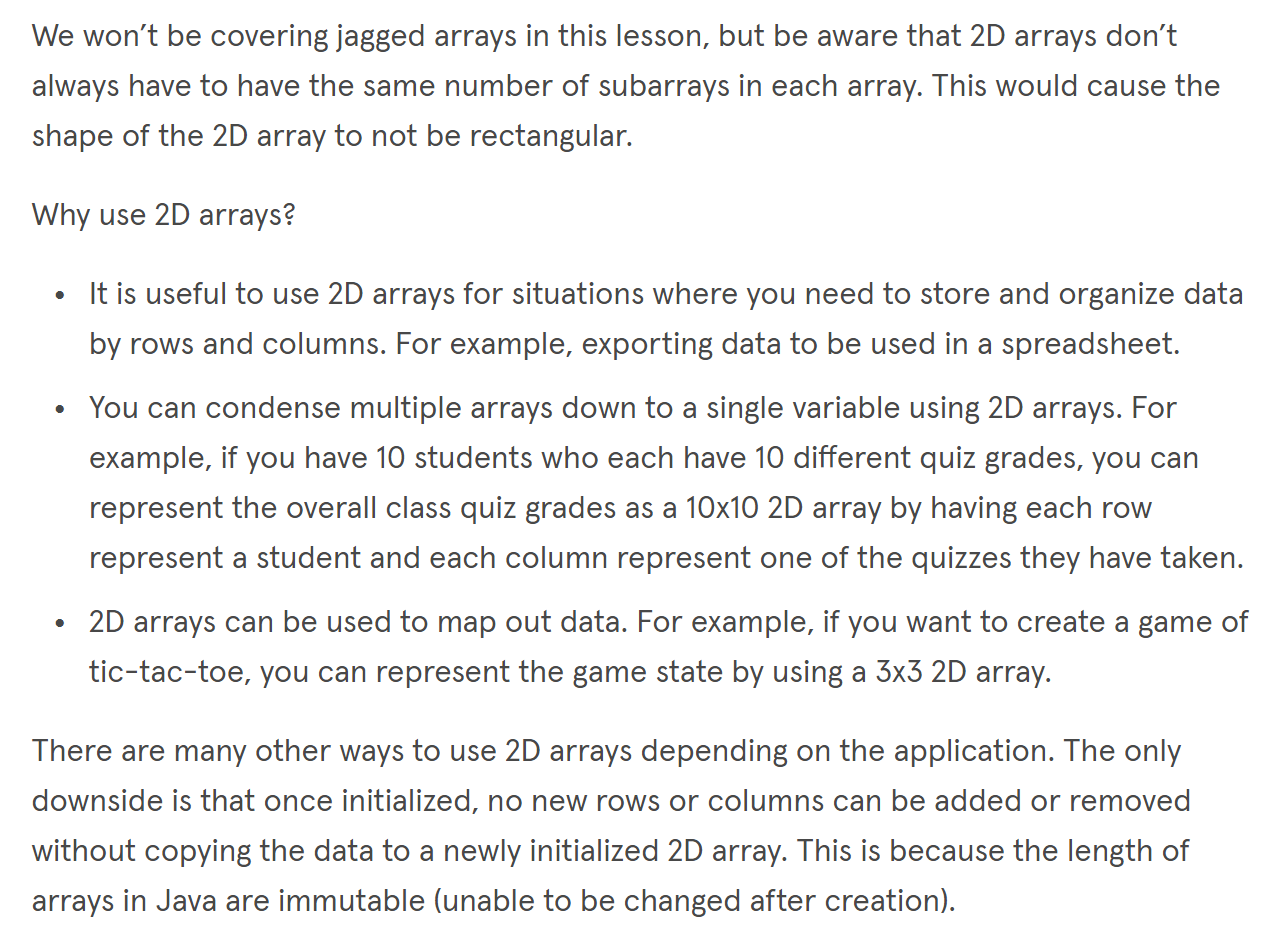 We won’t be covering jagged arrays in this lesson, but be aware that 2D arrays don’t
always have to have the same number of subarrays in each array. This would cause the
shape of the 2D array to not be rectangular.
Why use 2D arrays?
• It is useful to use 2D arrays for situations where you need to store and organize data
by rows and columns. For example, exporting data to be used in a spreadsheet.
• You can condense multiple arrays down to a single variable using 2D arrays. For
example, if you have 10 students who each have 10 different quiz grades, you can
represent the overall class quiz grades as a 10x10 2D array by having each row
represent a student and each column represent one of the quizzes they have taken.
• 2D arrays can be used to map out data. For example, if you want to create a game of
tic-tac-toe, you can represent the game state by using a 3x3 2D array.
There are many other ways to use 2D arrays depending on the application. The only
downside is that once initialized, no new rows or columns can be added or removed
without copying the data to a newly initialized 2D array. This is because the length of
arrays in Java are immutable (unable to be changed after creation).